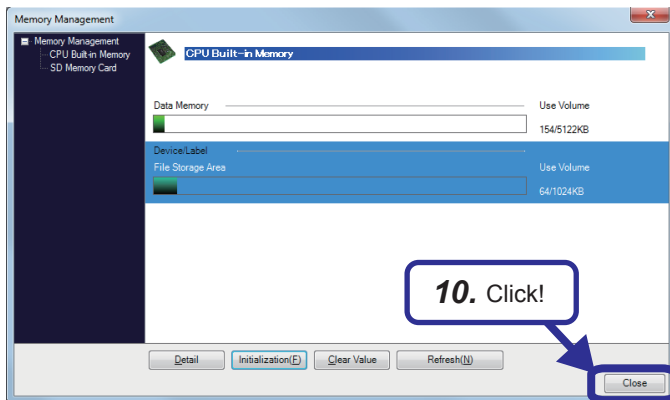 Memory Management
Memory Management
CPU Built-in Memory
SD Memory Card
CPU Built-in Memory
Data Memory
Use Volume
154/5122KB
Device/Label
File Storage Area
Use Volume
64/1024KB
10. Click!
Detail
Initialization(F)
Clear Value
Refresh(N)
Close